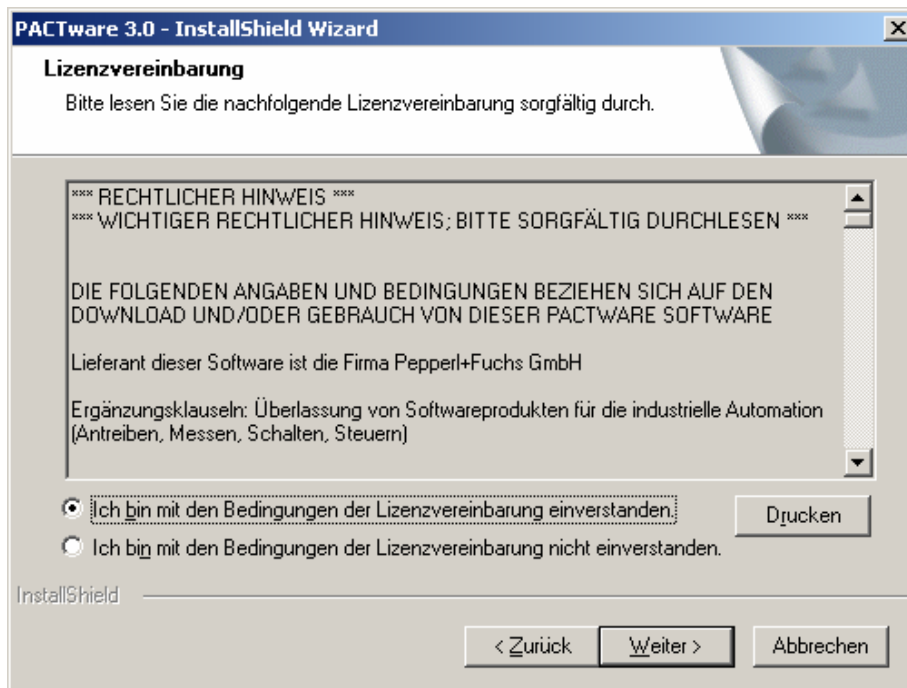 PACTware 3.0 - InstallShield Wizard
Lizenzvereinbarung
Bitte lesen Sie die nachfolgende Lizenzvereinbarung sorgfältig durch.
*** RECHTLICHER HINWEIS ***
*** WICHTIGER RECHTLICHER HINWEIS; BITTE SORGFÄLTIG DURCHLESEN ***
DIE FOLGENDEN ANGABEN UND BEDINGUNGEN BEZIEHEN SICH AUF DEN
DOWNLOAD UND/ODER GEBRAUCH VON DIESER PACTWARE SOFTWARE
Lieferant dieser Software ist die Firma Pepperl+Fuchs GmbH
Ergänzungsklauseln: Überlassung von Softwareprodukten für die industrielle Automation
(Antreiben, Messen, Schalten, Steuern)
Ich bin mit den Bedingungen der Lizenzvereinbarung einverstanden.
Drucken
Ich bin mit den Bedingungen der Lizenzvereinbarung nicht einverstanden.
InstallShield
< Zurück
Weiter >
Abbrechen